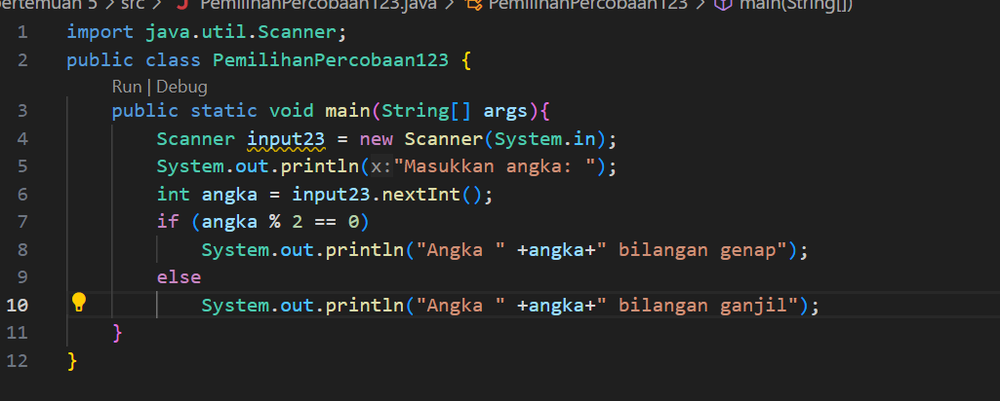 pertemuan 5 > src > J PemilihanPercobaan123.java > PemilihanPercobaan123 > main(String[])
1 import java.util.Scanner;
2 public class PemilihanPercobaan123 {
Run | Debug
3 public static void main(String[] args){
4 Scanner input23 = new Scanner(System.in);
5 System.out.println(x:"Masukkan angka: ");
6 int angka = input23.nextInt();
7 if (angka % 2 == 0)
8 System.out.println("Angka " +angka+" bilangan genap");
9 else
10 System.out.println("Angka " +angka+" bilangan ganjil");
11 }
12 }